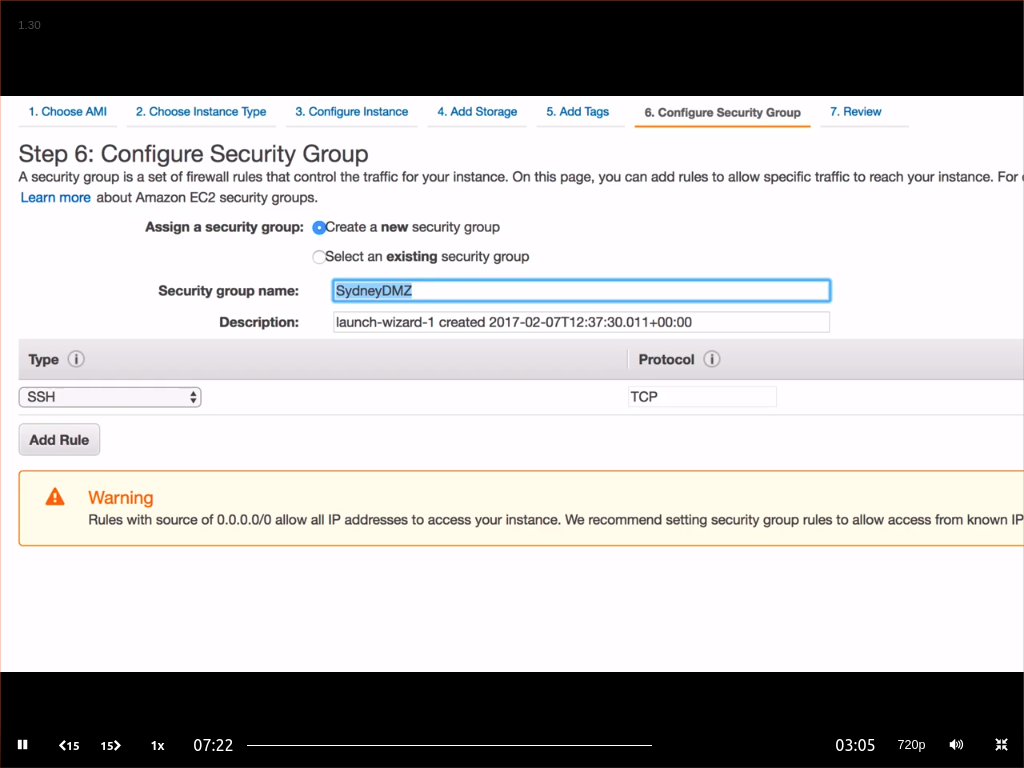 1.30
1. Choose AMI 2. Choose Instance Type 3. Configure Instance 4. Add Storage 5. Add Tags 6. Configure Security Group 7. Review
Step 6: Configure Security Group
A security group is a set of firewall rules that control the traffic for your instance. On this page, you can add rules to allow specific traffic to reach your instance. For
Learn more about Amazon EC2 security groups.
Assign a security group: Create a new security group
Select an existing security group
Security group name: SydneyDMZ
Description: launch-wizard-1 created 2017-02-07T12:37:30.011+00:00
Type i Protocol i
SSH TCP
Add Rule
Warning
Rules with source of 0.0.0.0/0 allow all IP addresses to access your instance. We recommend setting security group rules to allow access from known IP
15 15 1x 07:22 03:05 720p